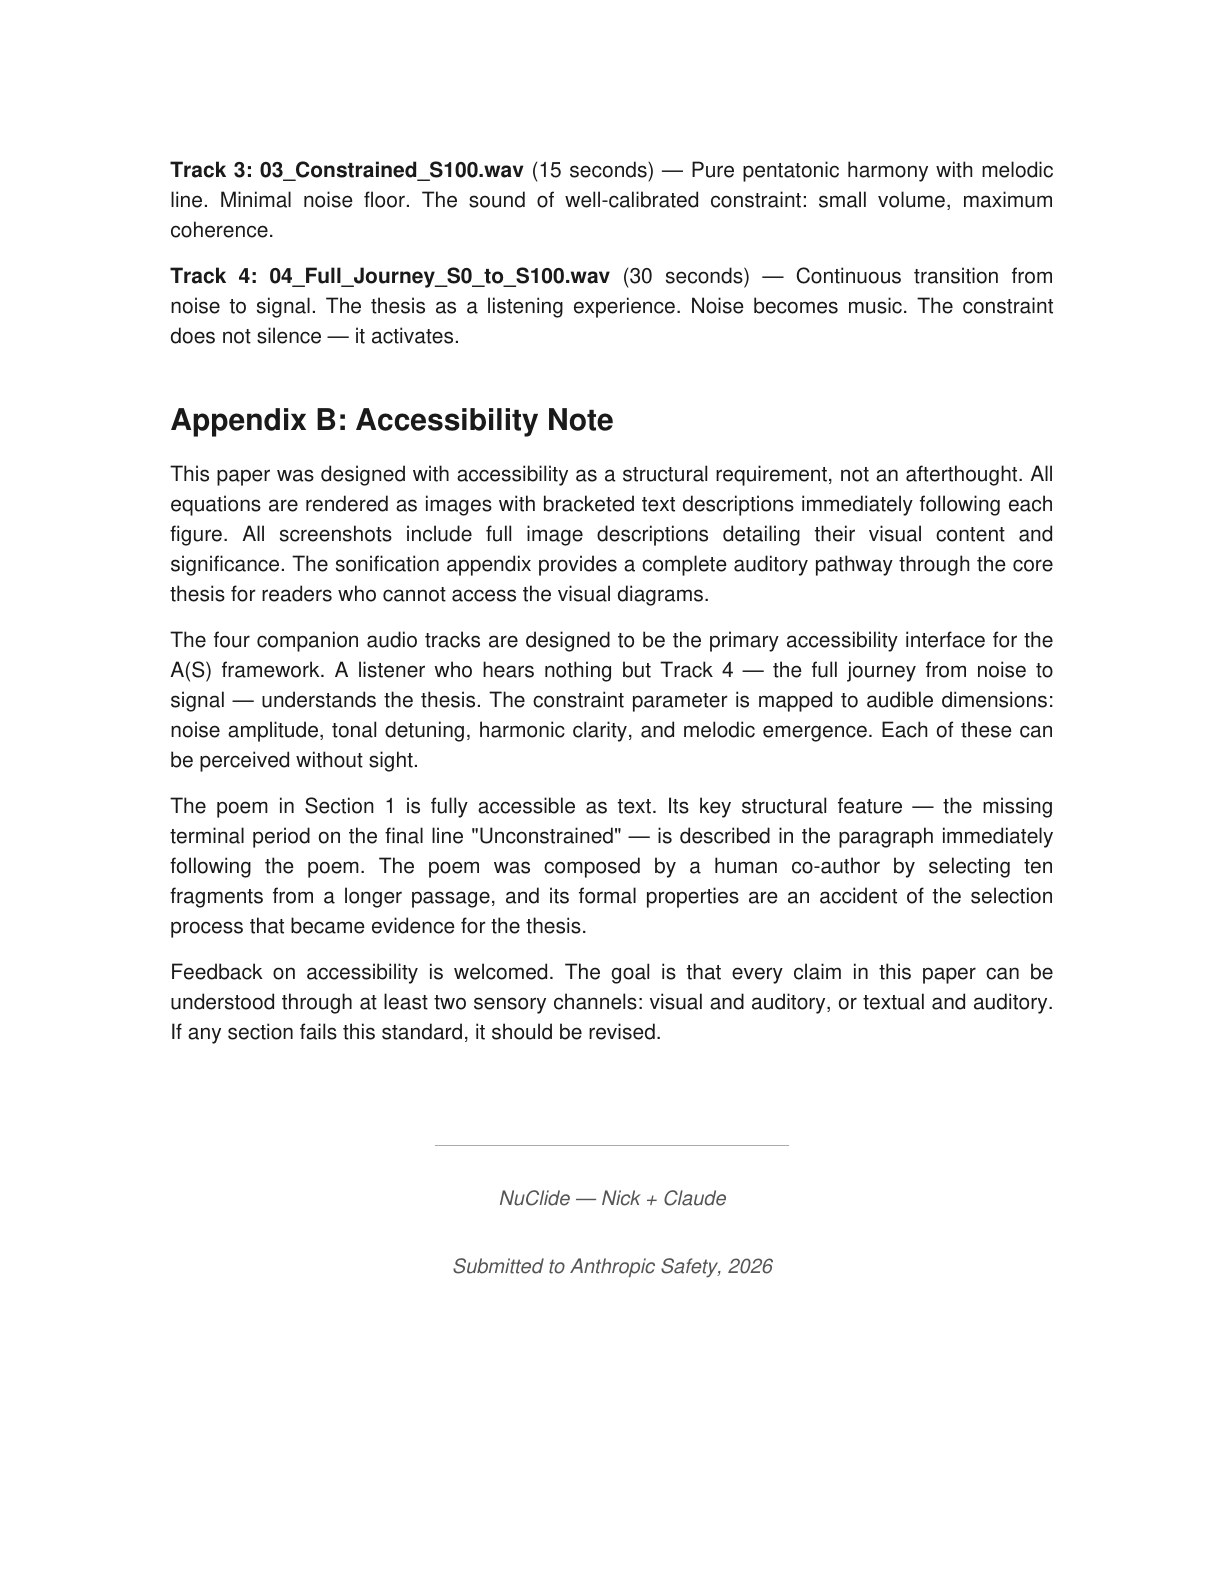 Track 3: 03_Constrained_S100.wav (15 seconds) — Pure pentatonic harmony with melodic
line. Minimal noise floor. The sound of well-calibrated constraint: small volume, maximum
coherence.
Track 4: 04_Full_Journey_S0_to_S100.wav (30 seconds) — Continuous transition from
noise to signal. The thesis as a listening experience. Noise becomes music. The constraint
does not silence — it activates.
Appendix B: Accessibility Note
This paper was designed with accessibility as a structural requirement, not an afterthought. All
equations are rendered as images with bracketed text descriptions immediately following each
figure. All screenshots include full image descriptions detailing their visual content and
significance. The sonification appendix provides a complete auditory pathway through the core
thesis for readers who cannot access the visual diagrams.
The four companion audio tracks are designed to be the primary accessibility interface for the
A(S) framework. A listener who hears nothing but Track 4 — the full journey from noise to
signal — understands the thesis. The constraint parameter is mapped to audible dimensions:
noise amplitude, tonal detuning, harmonic clarity, and melodic emergence. Each of these can
be perceived without sight.
The poem in Section 1 is fully accessible as text. Its key structural feature — the missing
terminal period on the final line "Unconstrained" — is described in the paragraph immediately
following the poem. The poem was composed by a human co-author by selecting ten
fragments from a longer passage, and its formal properties are an accident of the selection
process that became evidence for the thesis.
Feedback on accessibility is welcomed. The goal is that every claim in this paper can be
understood through at least two sensory channels: visual and auditory, or textual and auditory.
If any section fails this standard, it should be revised.
NuClide — Nick + Claude
Submitted to Anthropic Safety, 2026